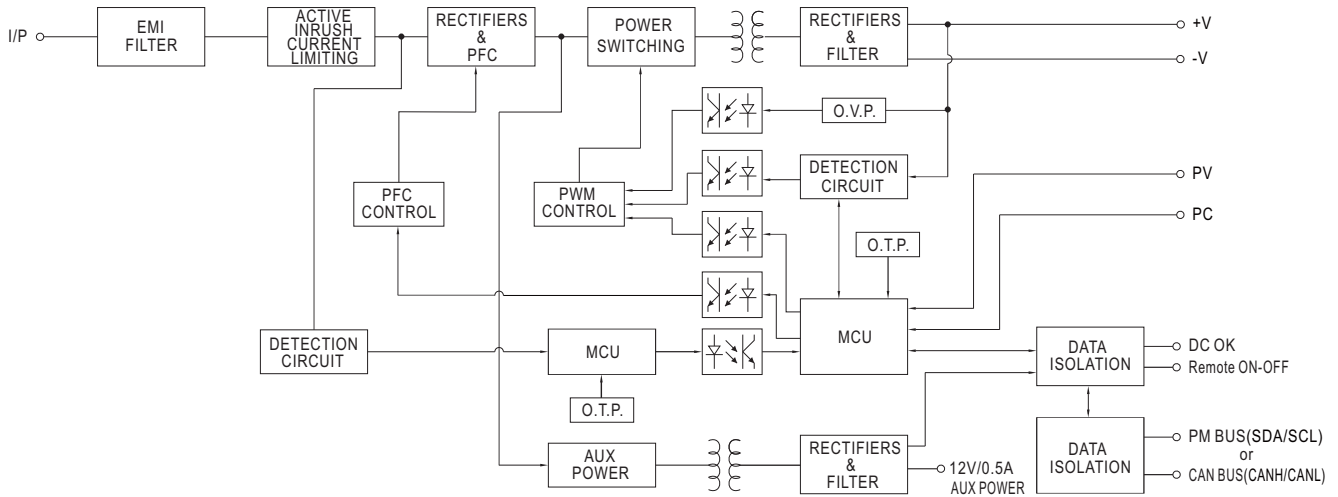 I/P
EMI
FILTER
ACTIVE
INRUSH
CURRENT
LIMITING
RECTIFIERS
&
PFC
POWER
SWITCHING
RECTIFIERS
&
FILTER
+V
-V
O.V.P.
DETECTION
CIRCUIT
PFC
CONTROL
PWM
CONTROL
PV
PC
O.T.P.
MCU
DETECTION
CIRCUIT
MCU
O.T.P.
DATA
ISOLATION
DC OK
Remote ON-OFF
AUX
POWER
RECTIFIERS
&
FILTER
12V/0.5A
AUX POWER
DATA
ISOLATION
PM BUS(SDA/SCL)
or
CAN BUS(CANH/CANL)